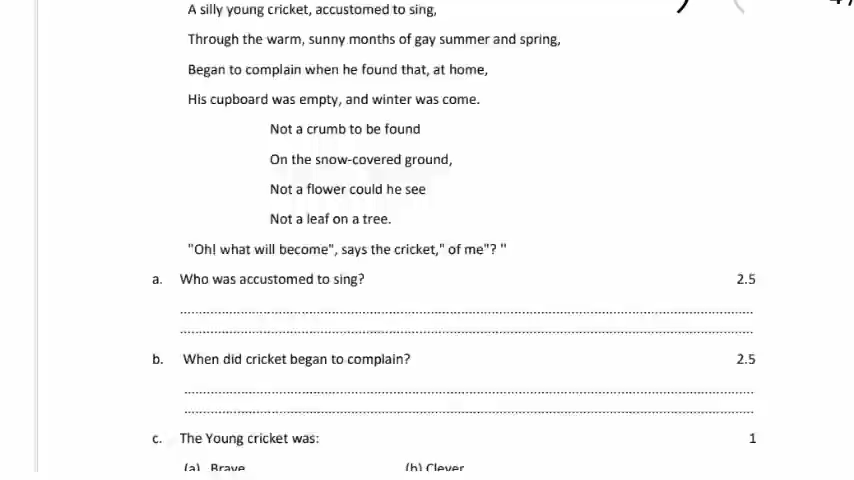 A silly young cricket, accustomed to sing,
Through the warm, sunny months of gay summer and spring,
Began to complain when he found that, at home,
His cupboard was empty, and winter was come.
Not a crumb to be found
On the snow-covered ground,
Not a flower could he see
Not a leaf on a tree.
"Oh! what will become", says the cricket," of me"? "
a. Who was accustomed to sing? 2.5
b. When did cricket began to complain? 2.5
c. The Young cricket was: 1
(a) Brave (b) Clever